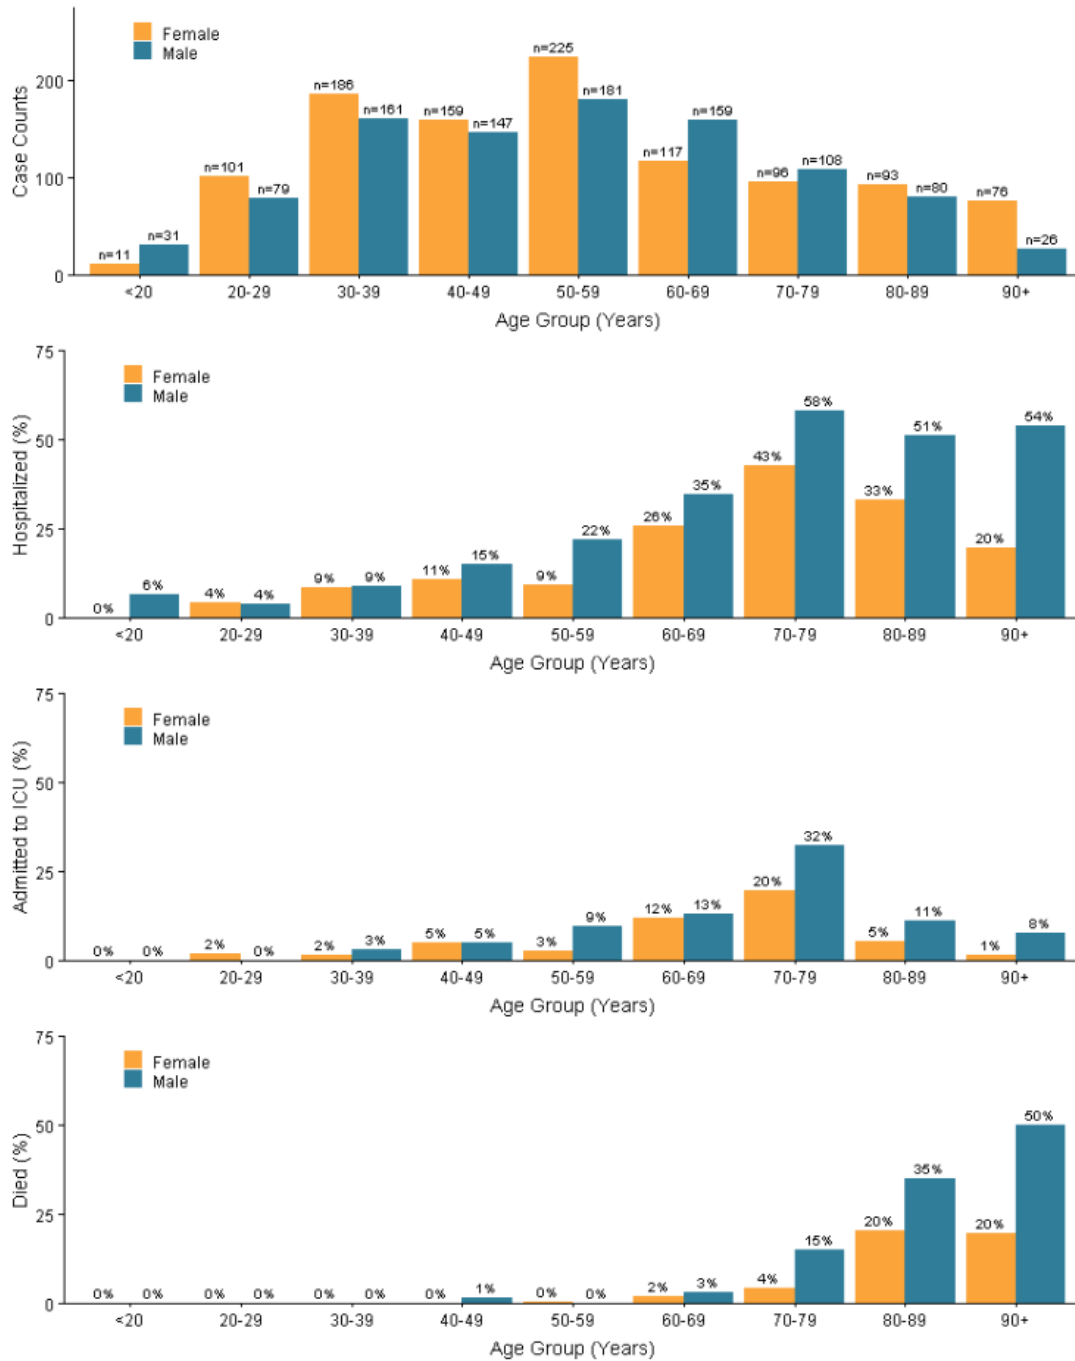 Female
Male
Case Counts
200
100
0
n=11 n=31 n=101 n=79 n=186 n=161 n=159 n=147 n=225 n=181 n=117 n=159 n=96 n=108 n=93 n=80 n=76 n=26
<20 20-29 30-39 40-49 50-59 60-69 70-79 80-89 90+
Age Group (Years)
Female
Male
Hospitalized (%)
75
50
25
0
0% 6% 4% 4% 9% 9% 11% 15% 9% 22% 26% 35% 43% 58% 33% 51% 20% 54%
<20 20-29 30-39 40-49 50-59 60-69 70-79 80-89 90+
Age Group (Years)
Female
Male
Admitted to ICU (%)
75
50
25
0
0% 0% 2% 0% 2% 3% 5% 5% 3% 9% 12% 13% 20% 32% 5% 11% 1% 8%
<20 20-29 30-39 40-49 50-59 60-69 70-79 80-89 90+
Age Group (Years)
Female
Male
Died (%)
75
50
25
0
0% 0% 0% 0% 0% 0% 0% 1% 0% 0% 2% 3% 4% 15% 20% 35% 20% 50%
<20 20-29 30-39 40-49 50-59 60-69 70-79 80-89 90+
Age Group (Years)